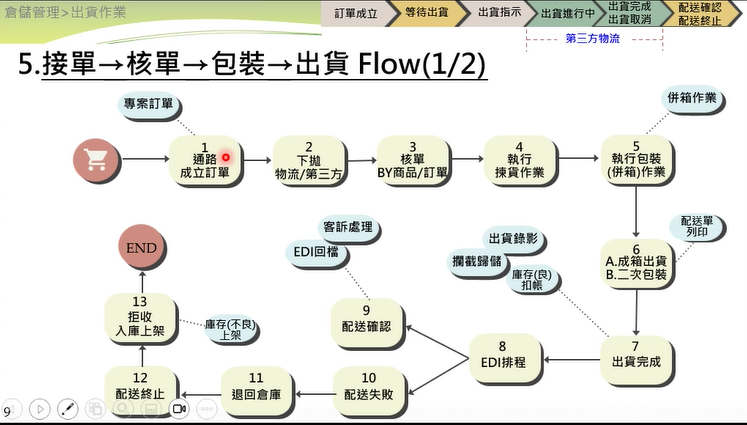 倉儲管理>出貨作業
訂單成立
等待出貨
出貨指示
出貨進行中
出貨完成
出貨取消
配送確認
配送終止
第三方物流
5.接單→核單→包裝→出貨 Flow(1/2)
專案訂單
併箱作業
1
通路
成立訂單
2
下拋
物流/第三方
3
核單
BY商品/訂單
4
執行
揀貨作業
5
執行包裝
(併箱)作業
配送單
列印
6
A.成箱出貨
B.二次包裝
客訴處理
EDI回檔
出貨錄影
攔截歸儲
庫存(良)
扣帳
END
13
拒收
入庫上架
庫存(不良)
上架
9
配送確認
8
EDI排程
7
出貨完成
12
配送終止
11
退回倉庫
10
配送失敗
9